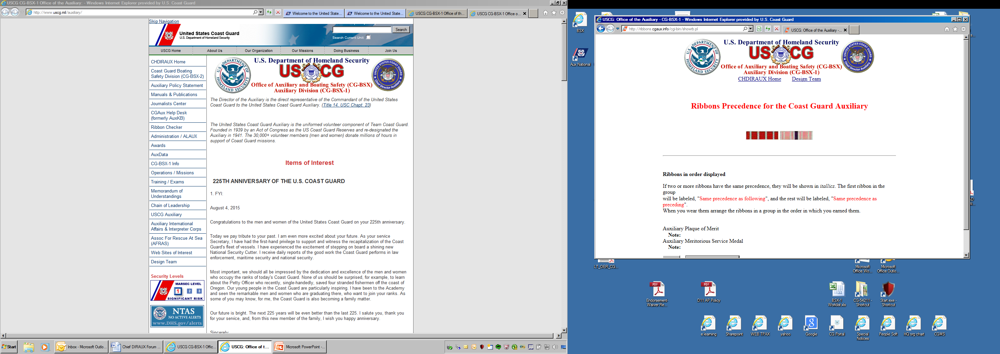 USCG CG-BSX-1 Office of the Auxiliary: - Windows Internet Explorer provided by U.S. Coast Guard
http://www.uscg.mil/auxiliary/
Welcome to the United State...
Welcome to the United State...
USCG CG-BSX-1 Office of th...
USCG CG-BSX-1 Office o...
Skip Navigation
United States Coast Guard
U.S. Department of Homeland Security
Search
Search Current Unit
USCG Home
About Us
Our Organization
Our Missions
Doing Business
Join Us
CHDIRAUX Home
Coast Guard Boating
Safety Division (CG-BSX-2)
Auxiliary Policy Statement
Manuals & Publications
Journalists Center
CGAux Help Desk
(formerly AuxKB)
Ribbon Checker
Administration / ALAUX
Awards
AuxData
CG-BSX-1 Info
Operations / Missions
Training / Exams
Memorandum of
Understandings
Chain of Leadership
USCG Auxiliary
Auxiliary International
Affairs & Interpreter Corps
Assoc For Rescue At Sea
(AFRAS)
Web Sites of Interest
Design Team
Security Levels
MARSEC LEVEL
1 2 3
SIGNIFICANT RISK
NTAS
NO ACTIVE ALERTS
www.DHS.gov/alerts
U.S. Department of Homeland Security
USCG
Office of Auxiliary and Boating Safety (CG-BSX)
Auxiliary Division (CG-BSX-1)
The Director of the Auxiliary is the direct representative of the Commandant of the United States
Coast Guard to the United States Coast Guard Auxiliary. (Title 14, USC Chapt. 23)
The United States Coast Guard Auxiliary is the uniformed volunteer component of Team Coast Guard.
Founded in 1939 by an Act of Congress as the US Coast Guard Reserves and re-designated the
Auxiliary in 1941. The 30,000+ volunteer members (men and women) donate millions of hours in
support of Coast Guard missions.
Items of Interest
225TH ANNIVERSARY OF THE U.S. COAST GUARD
1. FYI:
August 4, 2015
Congratulations to the men and women of the United States Coast Guard on your 225th anniversary.
Today we pay tribute to your past. I am even more excited about your future. As your service
Secretary, I have had the first-hand privilege to support and witness the recapitalization of the Coast
Guard's fleet of vessels. I have experienced the excitement of stepping on board a shining new
National Security Cutter. I receive daily reports of the good work the Coast Guard performs in law
enforcement, maritime security and national security.
Most important, we should all be impressed by the dedication and excellence of the men and women
who occupy the ranks of today's Coast Guard. None of us should be surprised, for example, to learn
about the Petty Officer who recently, single-handedly, saved four stranded fishermen off the coast of
Oregon. Our young people in the Coast Guard are particularly inspiring. I have been to the Academy
and seen the remarkable men and women who are graduating there, who want to join your ranks. As
some of you may know, for me, the Coast Guard is also becoming a family matter.
Our future is bright. The next 225 years will be even better than the last 225. I salute you, thank you
for your service, and, from this new member of the family, I wish you happy anniversary.
Sincerely
Start
Inbox - Microsoft Outlo...
Chief DIRAUX Forum ...
USCG CG-BSX-1 Offic...
USCG: Office of t...
Microsoft PowerPoint -...
BSX
Aux National
USCG: Office of the Auxiliary - CG-BSX-1 - Windows Internet Explorer provided by U.S. Coast Guard
http://ribbons.cgaux.info/cgi-bin/showrb.pl
USCG: Office of the Auxiliary -...
U.S. Department of Homeland Security
USCG
Office of Auxiliary and Boating Safety (CG-BSX)
Auxiliary Division (CG-BSX-1)
CHDIRAUX Home
Design Team
Ribbons Precedence for the Coast Guard Auxiliary
Ribbons in order displayed
If two or more ribbons have the same precedence, they will be shown in itallics. The first ribbon in the
group
will be labeled, "Same precedence as following", and the rest will be labeled, "Same precedence as
preceding".
When you wear them arrange the ribbons in a group in the order in which you earned them.
Auxiliary Plaque of Merit
Note:
Auxiliary Meritorious Service Medal
Note:
LT_OER_CG...
Microsoft
Office Wo...
Microsoft
Office Outlo...
PDF
Endorsement-
Waiver Re...
PDF
D11 AP Policy
BSX-1
Worklist.xls
CG-54211 -
Shortcut
Start.exe -
Shortcut
e learning
Sharepoint
WEB TPAX
yahoo
Google
CG Portal
Special
Notices
People Soft
HQ org chart
CGMS